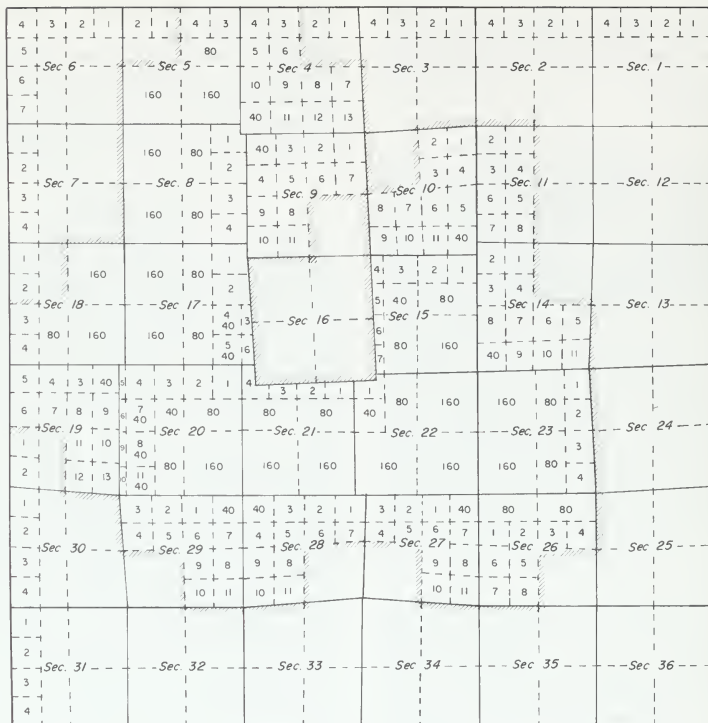 4 3 2 1 2 1 4 3 4 3 2 1 4 3 2 1 4 3 2 1 4 3 2 1
5 80 5 6
Sec 6 Sec 5 Sec 4 Sec. 3 Sec. 2 Sec. 1
6 160 160 10 9 8 7
7 40 11 12 13
160 80 1 40 3 2 1 2 1 2 1
1 2 4 5 6 7 3 4 3 4
2 Sec. 7 Sec. 8 Sec. 9 Sec. 10 Sec. 11 Sec. 12
3 160 80 3 9 8 8 7 6 5 6 5
4 4 10 11 9 10 11 40 7 8
1 160 160 80 1 4 3 2 1 2 1
2 2 5 40 80 3 4
Sec 18 Sec. 17 Sec 16 Sec 15 Sec. 14 Sec. 13
3 4 40 3 6 8 7 6 5
80 160 160 80 5 80 160
4 40 6 7 40 9 10 11
5 4 3 40 5 4 3 2 1 4 3 2 1 1
80 160 160 80
6 7 8 9 6 7 40 40 80 80 80 40 2
Sec. 19 Sec. 20 Sec. 21 Sec. 22 Sec. 23 Sec. 24
1 11 10 9 8 40 3
2 12 13 10 11 40 80 160 160 160 160 160 160 80 4
1 3 2 1 40 40 3 2 1 3 2 1 40 80 80
2 4 5 6 7 4 5 6 7 4 5 6 7 1 2 3 4
Sec. 30 Sec. 29 Sec. 28 Sec. 27 Sec. 26 Sec. 25
3 9 8 9 8 9 8 6 5
4 10 11 10 11 10 11 7 8
1
2
Sec. 31 Sec. 32 Sec. 33 Sec. 34 Sec. 35 Sec. 36
3
4